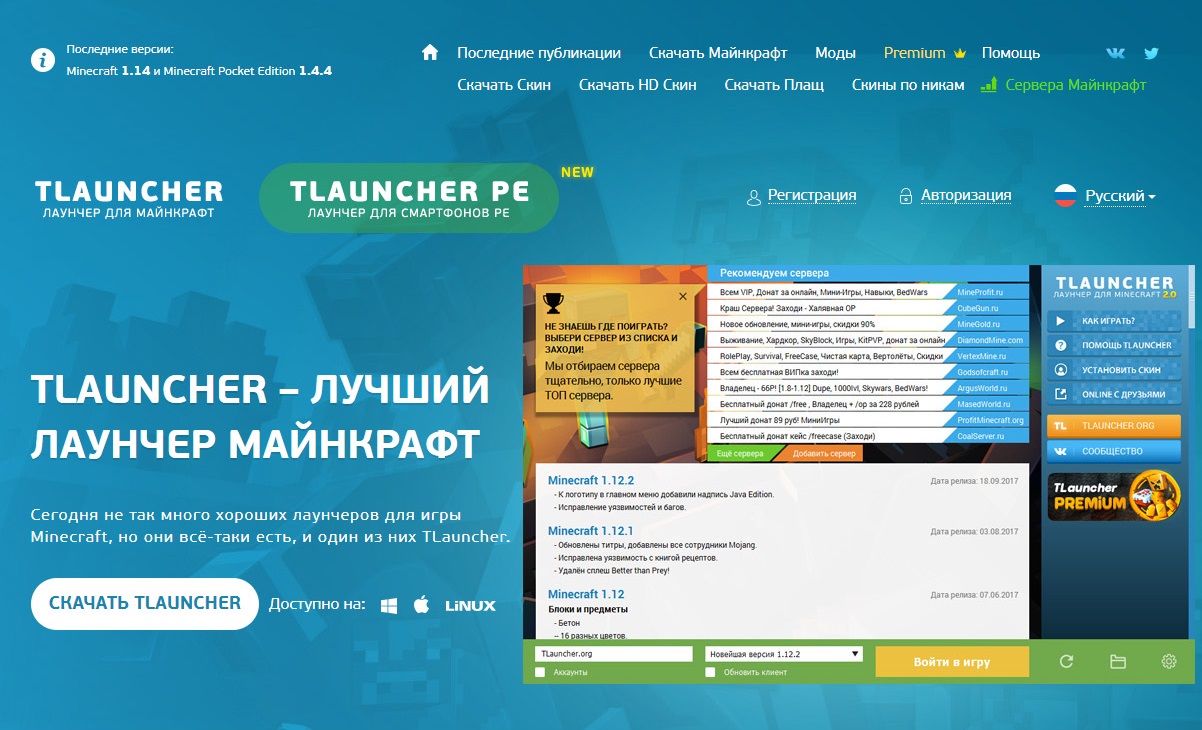 Последние версии:
Minecraft 1.14 и Minecraft Pocket Edition 1.4.4
Последние публикации Скачать Майнкрафт Моды Premium Помощь
Скачать Скин Скачать HD Скин Скачать Плащ Скины по никам Сервера Майнкрафт
TLAUNCHER
ЛАУНЧЕР ДЛЯ МАЙНКРАФТ
TLAUNCHER PE
ЛАУНЧЕР ДЛЯ СМАРТФОНОВ PE
NEW
Регистрация Авторизация Русский
TLAUNCHER – ЛУЧШИЙ
ЛАУНЧЕР МАЙНКРАФТ
Сегодня не так много хороших лаунчеров для игры
Minecraft, но они всё-таки есть, и один из них TLauncher.
СКАЧАТЬ TLAUNCHER Доступно на: LiNUX
НЕ ЗНАЕШЬ ГДЕ ПОИГРАТЬ?
ВЫБЕРИ СЕРВЕР ИЗ СПИСКА И
ЗАХОДИ!
Мы отбираем сервера
тщательно, только лучшие
ТОП сервера.
Рекомендуем сервера
Всем VIP, Донат за онлайн, Мини-Игры, Навыки, BedWars MineProfit.ru
Краш Сервера! Заходи - Халявная OP CubeGun.ru
Новое обновление, мини-игры, скидки 90% MineGold.ru
Выживание, Хардкор, SkyBlock, Игры, KitPVP, донат за онлайн DiamondMine.com
RolePlay, Survival, FreeCase, Чистая карта, Вертолёты, Скидки VertexMine.ru
Всем бесплатная ВИПка заходи! Godsofcraft.ru
Владелец - 66Р! [1.8-1.12] Dupe, 1000lvl, Skywars, BedWars! ArgusWorld.ru
Бесплатный донат /free , Владелец + /op за 228 рублей MasedWorld.ru
Лучший донат 89 руб! МиниИгры ProfitMinecraft.org
Бесплатный донат кейс /freecase (Заходи) CoalServer.ru
Ещё сервера Добавить сервер
Minecraft 1.12.2 Дата релиза: 18.09.2017
- К логотипу в главном меню добавили надпись Java Edition.
- Исправление уязвимостей и багов.
Minecraft 1.12.1 Дата релиза: 03.08.2017
- Обновлены титры, добавлены все сотрудники Mojang.
- Исправлена уязвимость с книгой рецептов.
- Удалён сплеш Better than Prey!
Minecraft 1.12 Дата релиза: 07.06.2017
Блоки и предметы
- Бетон
-- 16 разных цветов.
TLAUNCHER
ЛАУНЧЕР ДЛЯ MINECRAFT 2.0
КАК ИГРАТЬ?
ПОМОЩЬ TLAUNCHER
УСТАНОВИТЬ СКИН
ONLINE С ДРУЗЬЯМИ
TL TLAUNCHER.ORG
СООБЩЕСТВО
TLauncher
PREMIUM
TLauncher.org Новейшая версия 1.12.2 Войти в игру
Аккаунты Обновить клиент